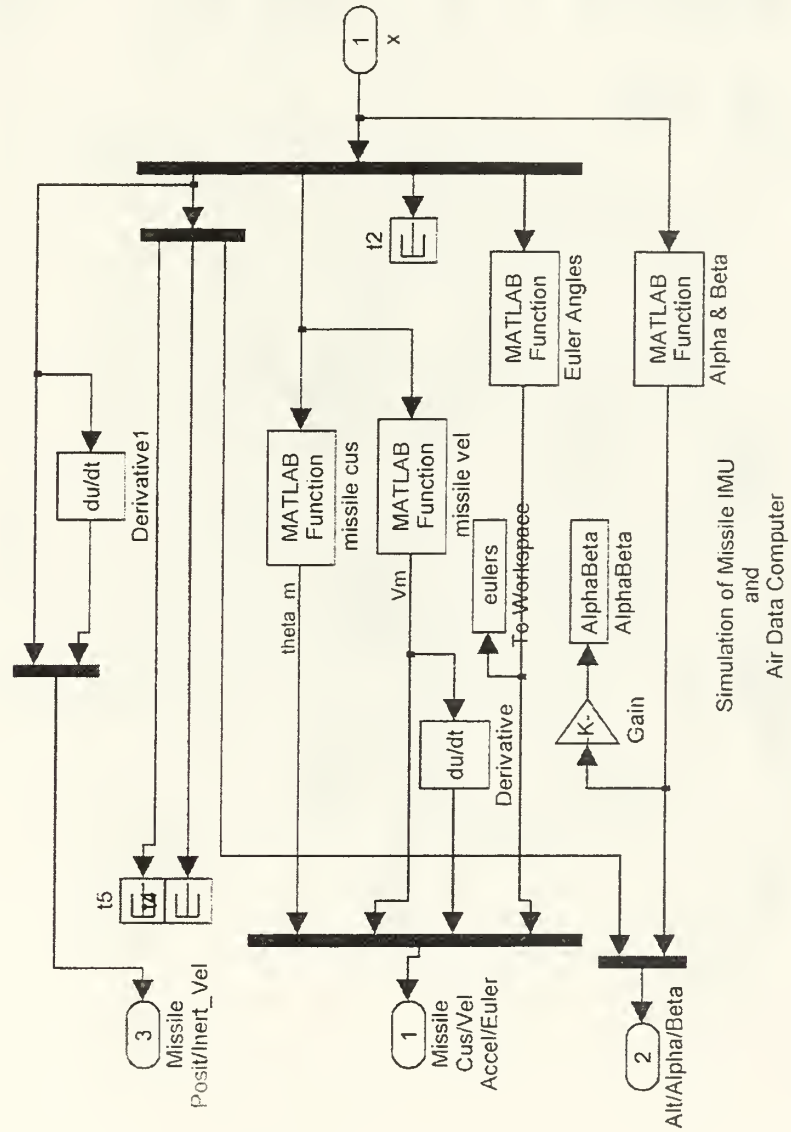 1
x
t2
MATLAB
Function
Euler Angles
MATLAB
Function
Alpha & Beta
du/dt
Derivative1
MATLAB
Function
missile cus
MATLAB
Function
missile vel
theta_m
Vm
eulers
To Workspace
du/dt
Derivative
-K-
Gain
AlphaBeta
AlphaBeta
t5
t4
3
Missile
Posit/Inert_Vel
1
Missile
Cus/Vel
Accel/Euler
2
Alt/Alpha/Beta
Simulation of Missile IMU
and
Air Data Computer